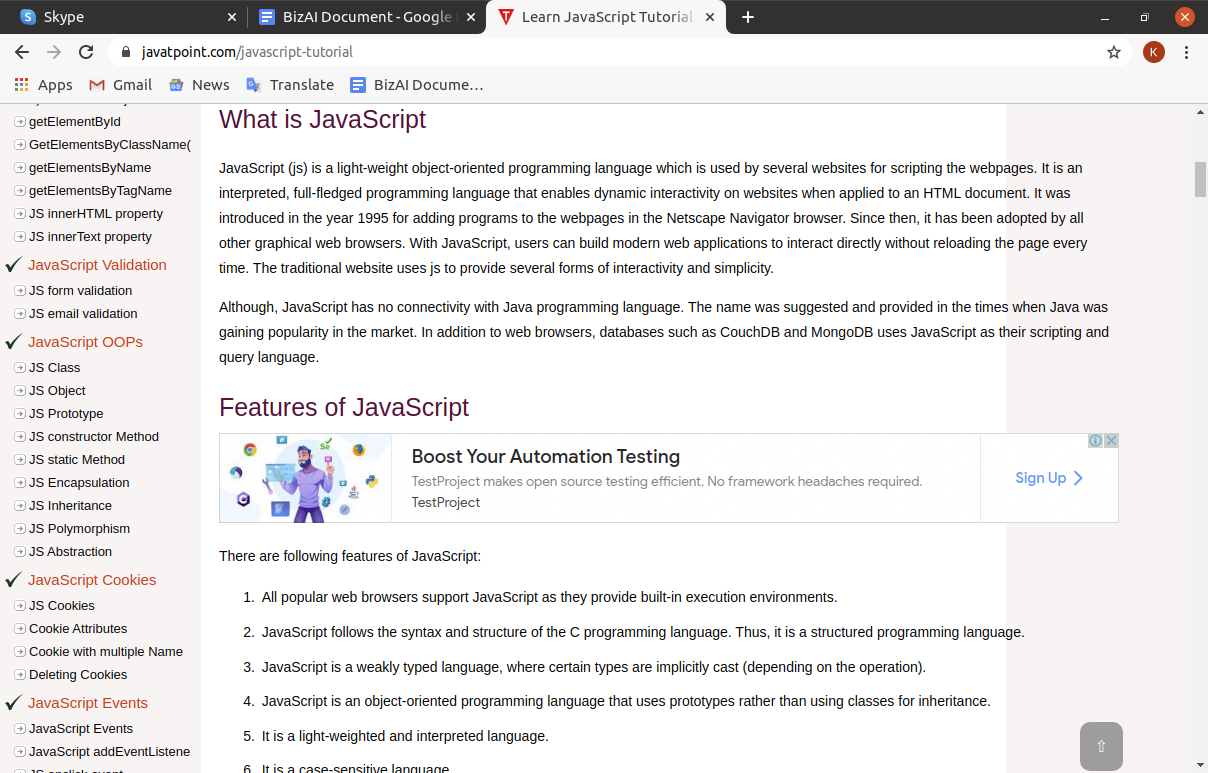 Skype
BizAI Document - Google
Learn JavaScript Tutorial
javatpoint.com/javascript-tutorial
K
Apps
Gmail
News
Translate
BizAI Docume…
getElementById
GetElementsByClassName(
getElementsByName
getElementsByTagName
JS innerHTML property
JS innerText property
JavaScript Validation
JS form validation
JS email validation
JavaScript OOPs
JS Class
JS Object
JS Prototype
JS constructor Method
JS static Method
JS Encapsulation
JS Inheritance
JS Polymorphism
JS Abstraction
JavaScript Cookies
JS Cookies
Cookie Attributes
Cookie with multiple Name
Deleting Cookies
JavaScript Events
JavaScript Events
JavaScript addEventListene
What is JavaScript
JavaScript (js) is a light-weight object-oriented programming language which is used by several websites for scripting the webpages. It is an
interpreted, full-fledged programming language that enables dynamic interactivity on websites when applied to an HTML document. It was
introduced in the year 1995 for adding programs to the webpages in the Netscape Navigator browser. Since then, it has been adopted by all
other graphical web browsers. With JavaScript, users can build modern web applications to interact directly without reloading the page every
time. The traditional website uses js to provide several forms of interactivity and simplicity.
Although, JavaScript has no connectivity with Java programming language. The name was suggested and provided in the times when Java was
gaining popularity in the market. In addition to web browsers, databases such as CouchDB and MongoDB uses JavaScript as their scripting and
query language.
Features of JavaScript
Boost Your Automation Testing
TestProject makes open source testing efficient. No framework headaches required.
TestProject
Sign Up
There are following features of JavaScript:
1. All popular web browsers support JavaScript as they provide built-in execution environments.
2. JavaScript follows the syntax and structure of the C programming language. Thus, it is a structured programming language.
3. JavaScript is a weakly typed language, where certain types are implicitly cast (depending on the operation).
4. JavaScript is an object-oriented programming language that uses prototypes rather than using classes for inheritance.
5. It is a light-weighted and interpreted language.
6. It is a case-sensitive language.